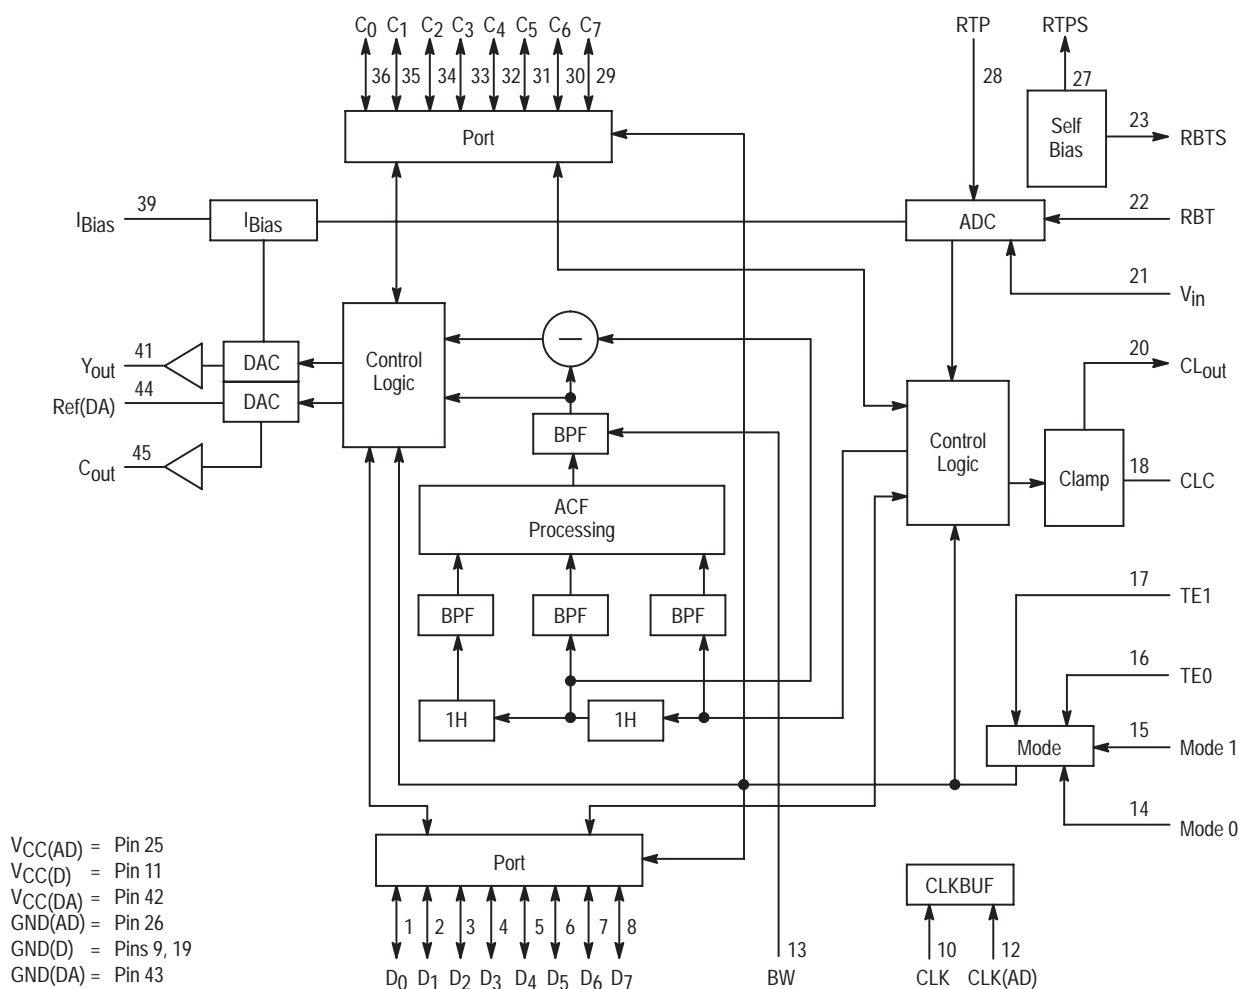 C0 C1 C2 C3 C4 C5 C6 C7
36 35 34 33 32 31 30 29
Port
RTP
28
RTPS
27
Self
Bias
23
RBTS
IBias
39
IBias
ADC
22
RBT
21
Vin
Control
Logic
—
Yout
41
DAC
Ref(DA)
44
DAC
Cout
45
BPF
20
CLout
Control
Logic
Clamp
18
CLC
ACF
Processing
BPF
BPF
BPF
17
TE1
16
TE0
1H
1H
Mode
15
Mode 1
14
Mode 0
VCC(AD) = Pin 25
VCC(D) = Pin 11
VCC(DA) = Pin 42
GND(AD) = Pin 26
GND(D) = Pins 9, 19
GND(DA) = Pin 43
Port
1 2 3 4 5 6 7 8
D0 D1 D2 D3 D4 D5 D6 D7
13
BW
CLKBUF
10
12
CLK
CLK(AD)